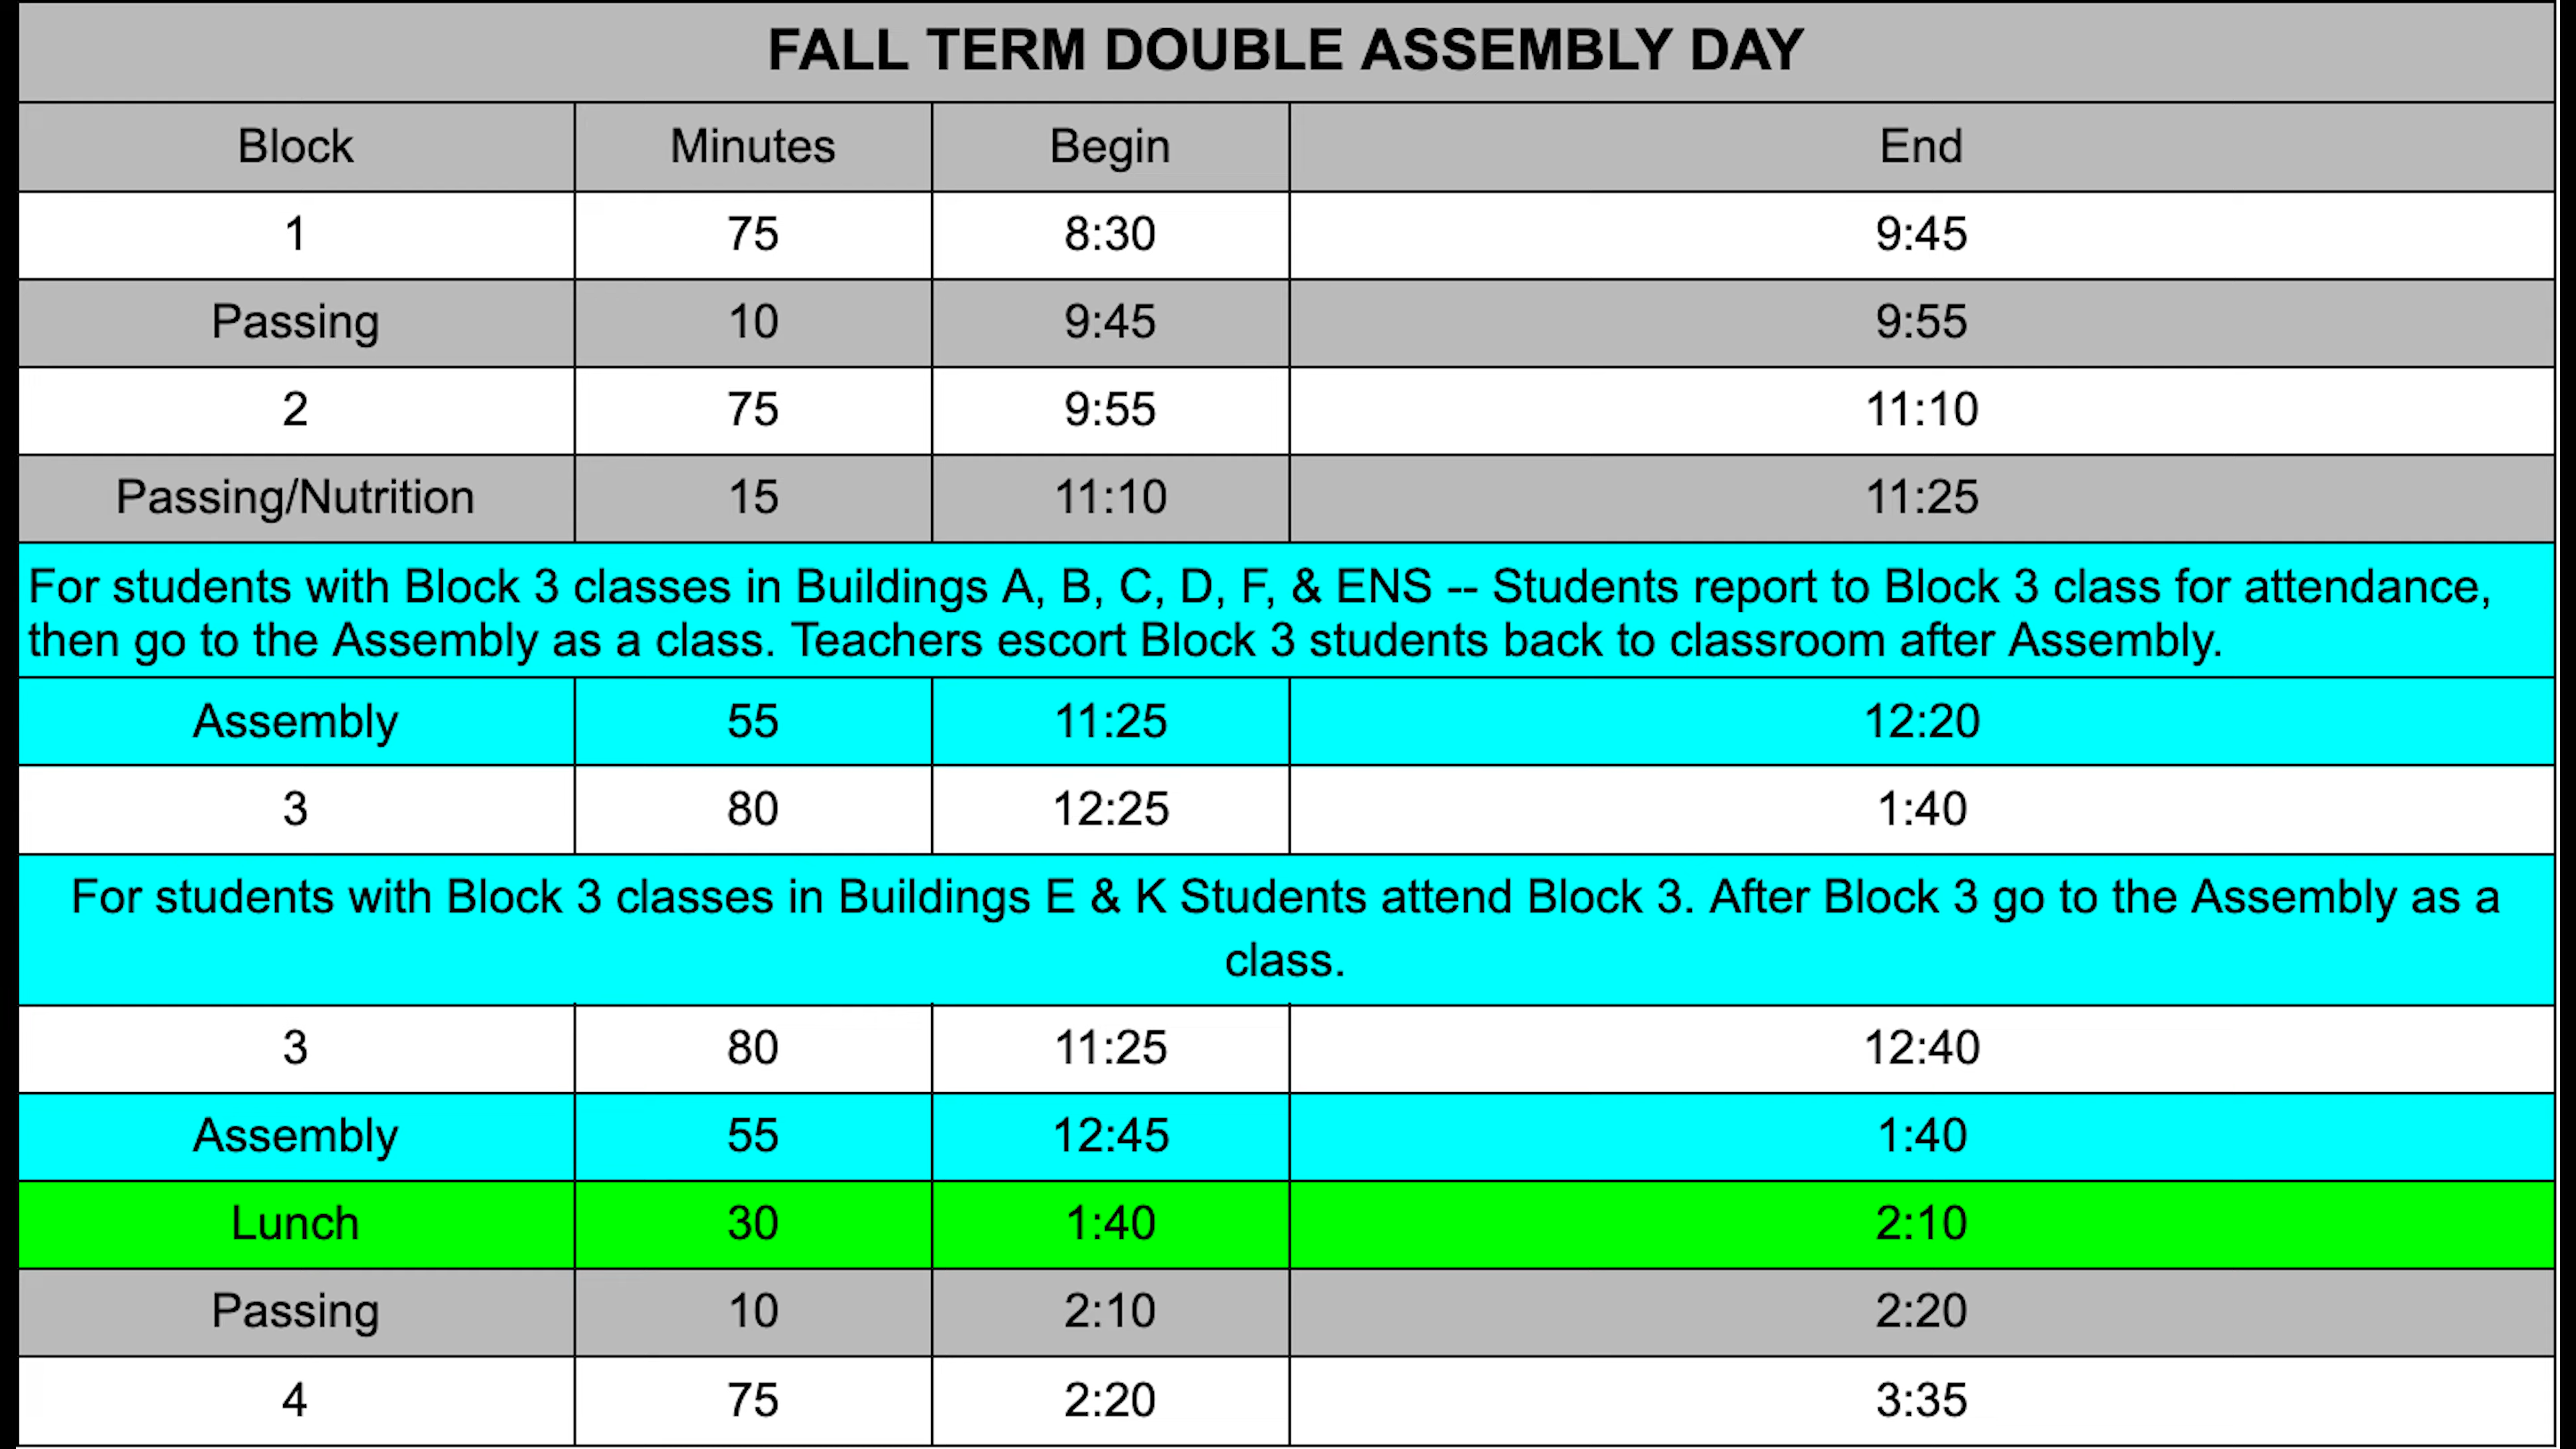 FALL TERM DOUBLE ASSEMBLY DAY
Block Minutes Begin End
1 75 8:30 9:45
Passing 10 9:45 9:55
2 75 9:55 11:10
Passing/Nutrition 15 11:10 11:25
For students with Block 3 classes in Buildings A, B, C, D, F, & ENS -- Students report to Block 3 class for attendance,
then go to the Assembly as a class. Teachers escort Block 3 students back to classroom after Assembly.
Assembly 55 11:25 12:20
3 80 12:25 1:40
For students with Block 3 classes in Buildings E & K Students attend Block 3. After Block 3 go to the Assembly as a
class.
3 80 11:25 12:40
Assembly 55 12:45 1:40
Lunch 30 1:40 2:10
Passing 10 2:10 2:20
4 75 2:20 3:35